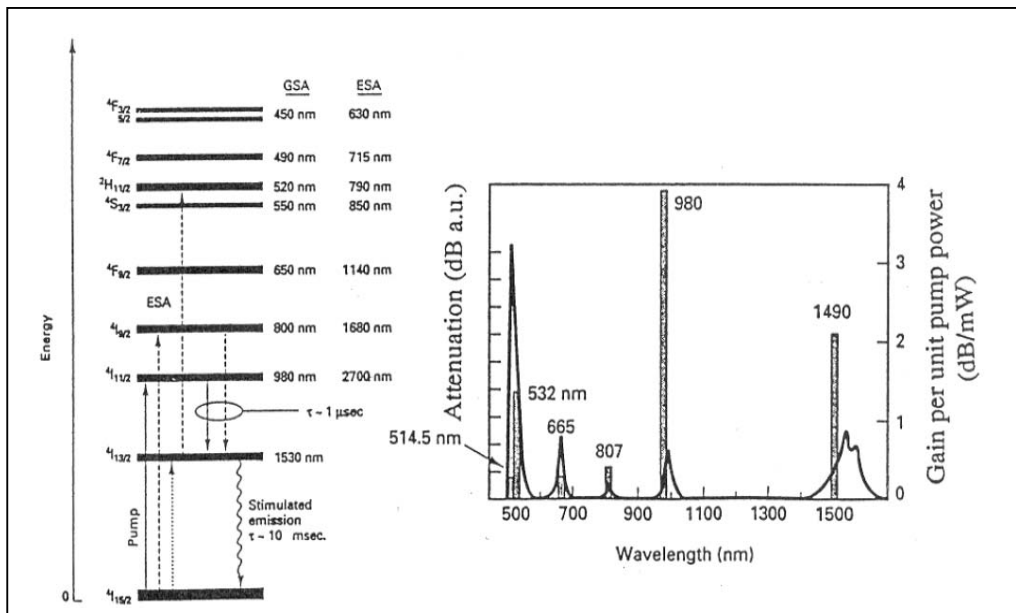 GSA ESA
4F3/2
5/2 450 nm 630 nm
4F7/2 490 nm 715 nm
2H11/2 520 nm 790 nm
4S3/2 550 nm 850 nm
4F9/2 650 nm 1140 nm
ESA
4I9/2 800 nm 1680 nm
4I11/2 980 nm 2700 nm
τ ~ 1 μsec
4I13/2 1530 nm
Stimulated
emission
τ ~ 10 msec.
Pump
4I15/2
0
Energy
Attenuation (dB a.u.)
4
980
3
1490
2
532 nm
665
514.5 nm
807
1
0
500 700 900 1100 1300 1500
Wavelength (nm)
Gain per unit pump power
(dB/mW)